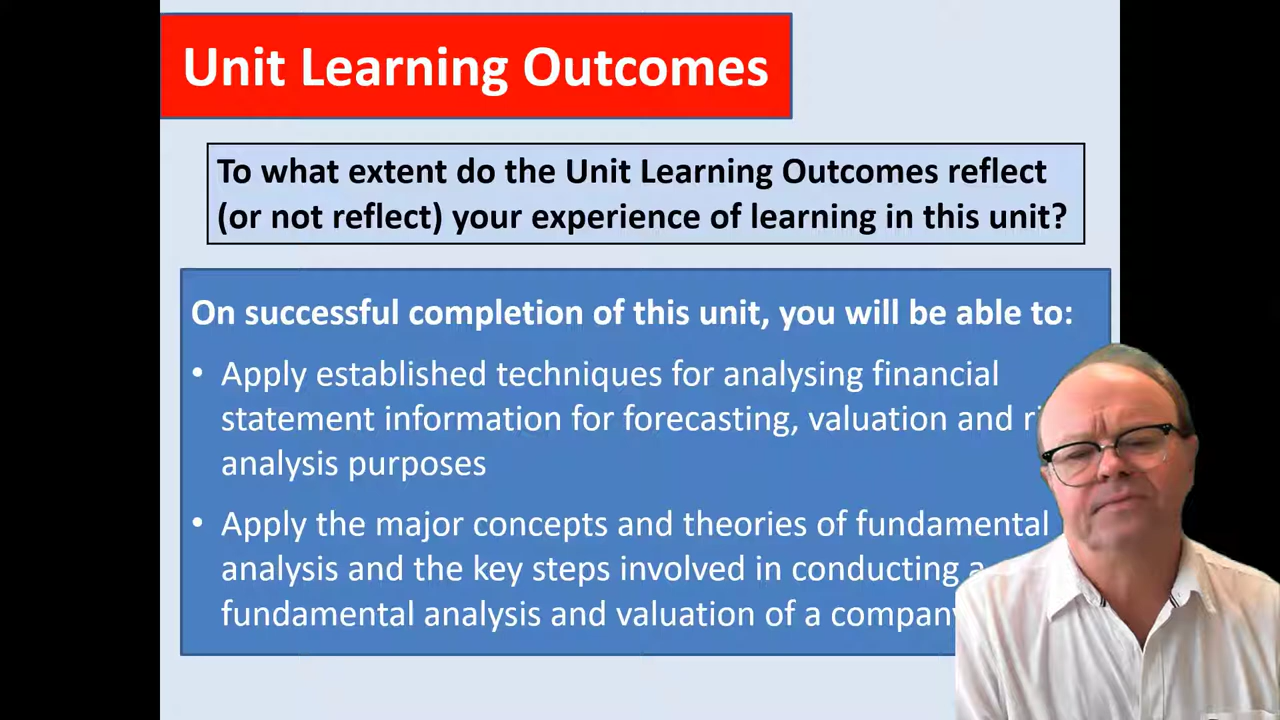 Unit Learning Outcomes
To what extent do the Unit Learning Outcomes reflect
(or not reflect) your experience of learning in this unit?
On successful completion of this unit, you will be able to:
• Apply established techniques for analysing financial
statement information for forecasting, valuation and
analysis purposes
• Apply the major concepts and theories of fundamental
analysis and the key steps involved in conducting a
fundamental analysis and valuation of a company